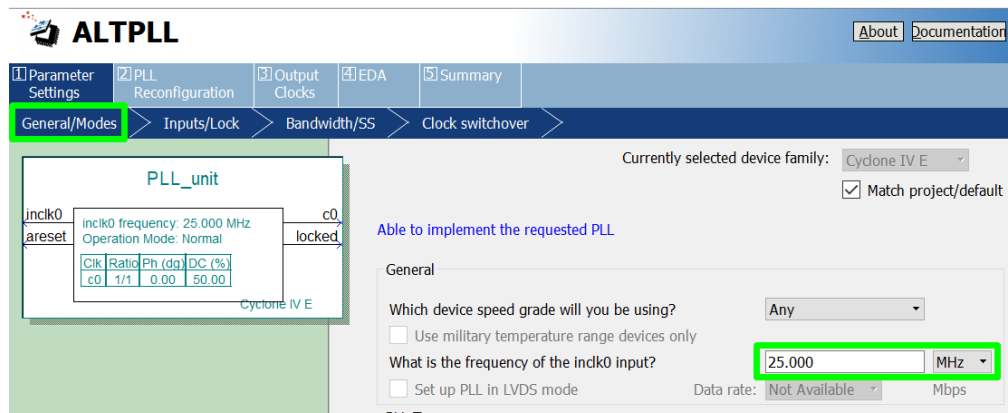 ALTPLL
About Documentation
1 Parameter Settings 2 PLL Reconfiguration 3 Output Clocks 4 EDA 5 Summary
General/Modes Inputs/Lock Bandwidth/SS Clock switchover
Currently selected device family: Cyclone IV E
Match project/default
PLL_unit
inclk0 c0
areset locked
inclk0 frequency: 25.000 MHz
Operation Mode: Normal
Clk Ratio Ph (dg) DC (%)
c0 1/1 0.00 50.00
Cyclone IV E
Able to implement the requested PLL
General
Which device speed grade will you be using? Any
Use military temperature range devices only
What is the frequency of the inclk0 input? 25.000 MHz
Set up PLL in LVDS mode Data rate: Not Available Mbps